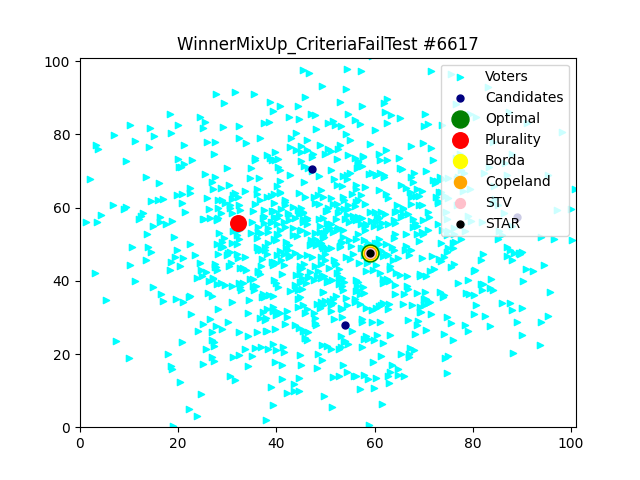 WinnerMixUp_CriteriaFailTest #6617
Voters
Candidates
Optimal
Plurality
Borda
Copeland
STV
STAR
100
80
60
40
20
0
0 20 40 60 80 100